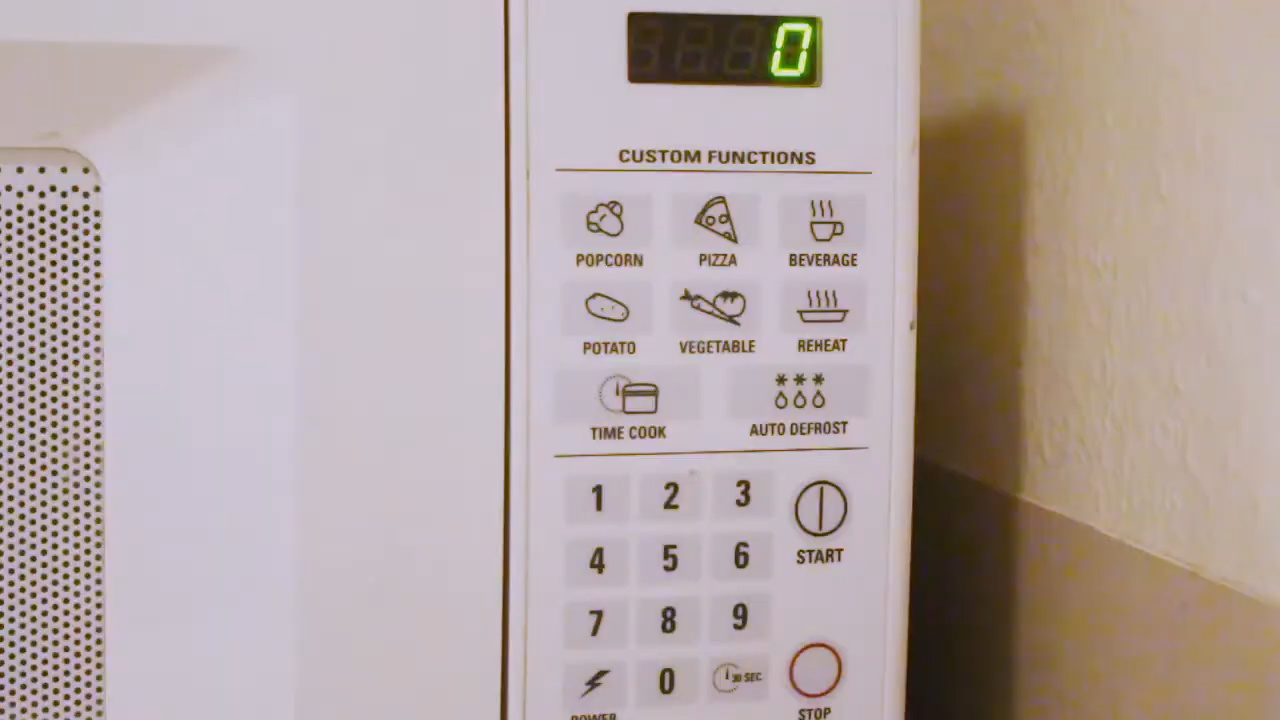 0
CUSTOM FUNCTIONS
POPCORN PIZZA BEVERAGE
POTATO VEGETABLE REHEAT
TIME COOK AUTO DEFROST
1 2 3
START
4 5 6
7 8 9
0 30 SEC
POWER STOP